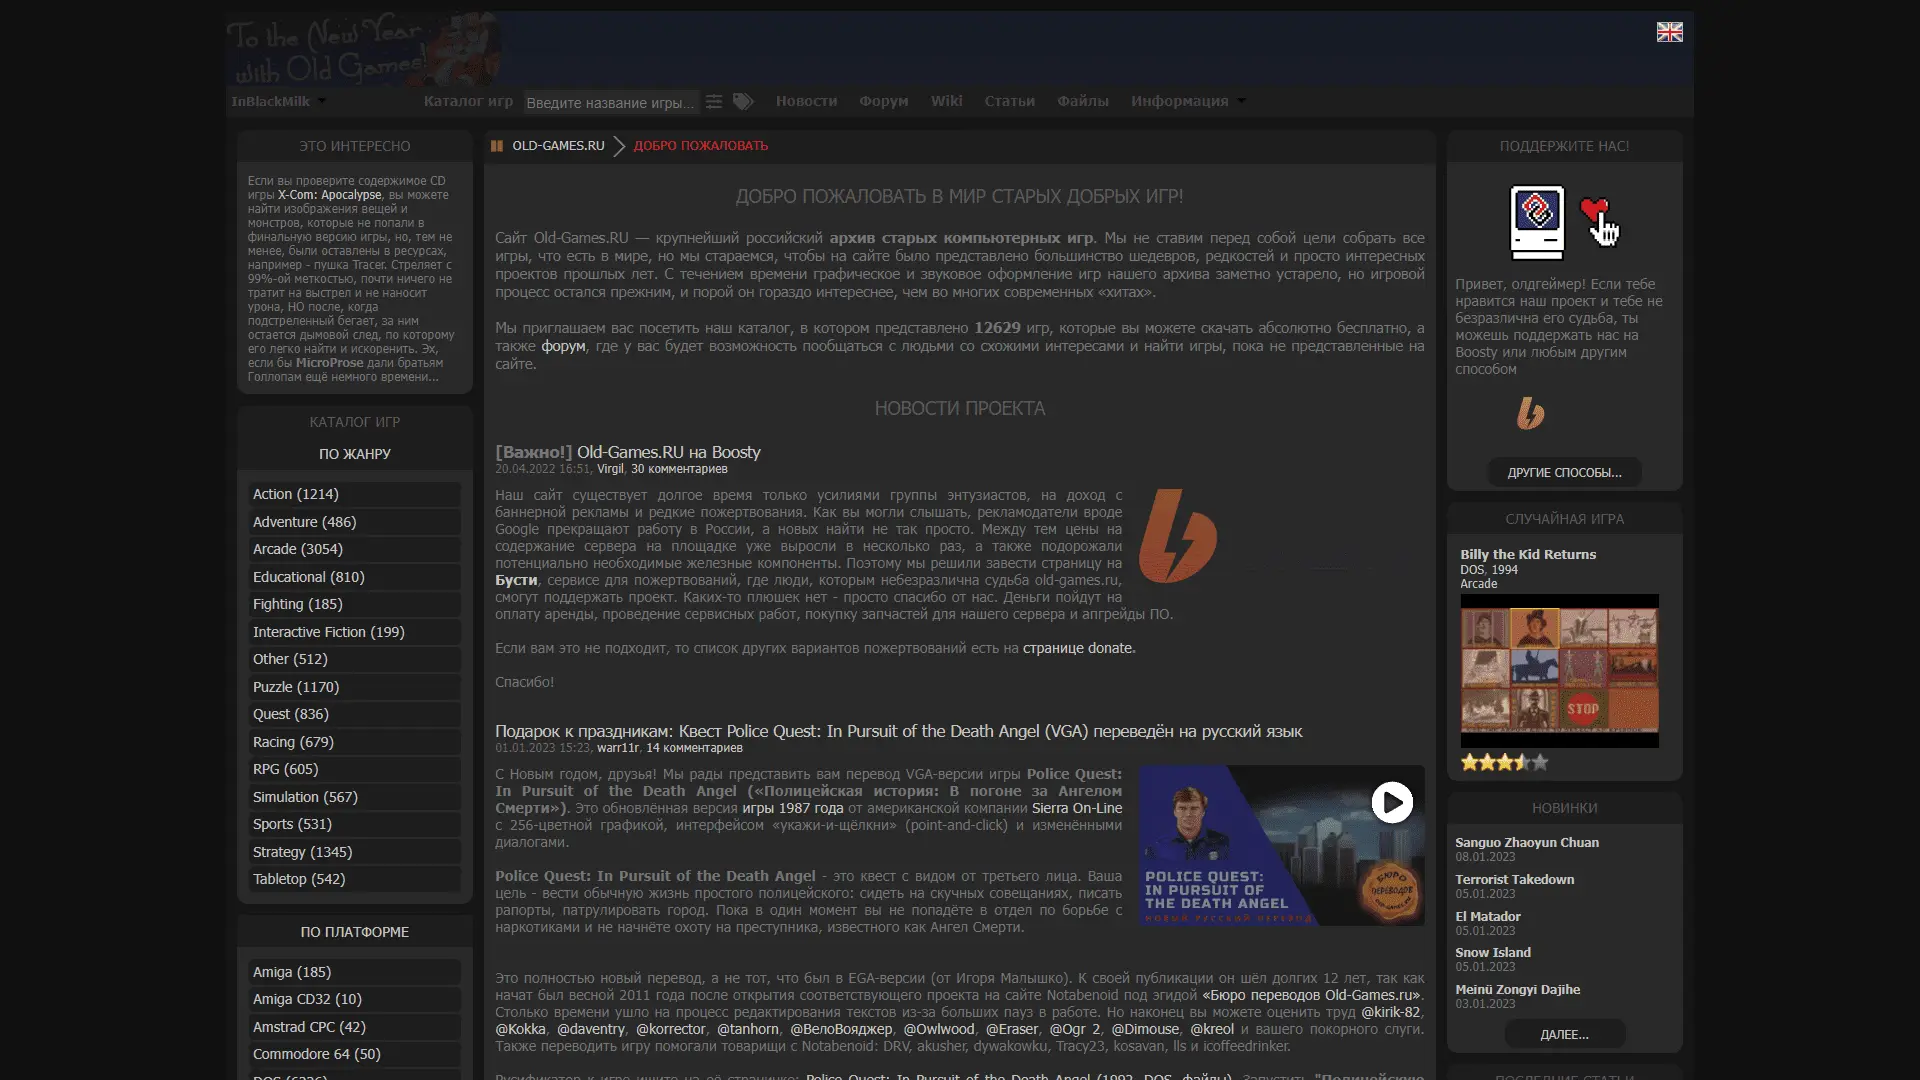 To the New Year
with Old Games!
InBlackMilk
Каталог игр
Введите название игры...
Новости
Форум
Wiki
Статьи
Файлы
Информация
ЭТО ИНТЕРЕСНО
Если вы проверите содержимое CD
игры X-Com: Apocalypse, вы можете
найти изображения вещей и
монстров, которые не попали в
финальную версию игры, но, тем не
менее, были оставлены в ресурсах,
например - пушка Tracer. Стреляет с
99%-ой меткостью, почти ничего не
тратит на выстрел и не наносит
урона, НО после, когда
подстреленный бегает, за ним
остается дымовой след, по которому
его легко найти и искоренить. Эх,
если бы MicroProse дали братьям
Голлопам ещё немного времени...
КАТАЛОГ ИГР
ПО ЖАНРУ
Action (1214)
Adventure (486)
Arcade (3054)
Educational (810)
Fighting (185)
Interactive Fiction (199)
Other (512)
Puzzle (1170)
Quest (836)
Racing (679)
RPG (605)
Simulation (567)
Sports (531)
Strategy (1345)
Tabletop (542)
ПО ПЛАТФОРМЕ
Amiga (185)
Amiga CD32 (10)
Amstrad CPC (42)
Commodore 64 (50)
OLD-GAMES.RU
ДОБРО ПОЖАЛОВАТЬ
ДОБРО ПОЖАЛОВАТЬ В МИР СТАРЫХ ДОБРЫХ ИГР!
Сайт Old-Games.RU — крупнейший российский архив старых компьютерных игр. Мы не ставим перед собой цели собрать все
игры, что есть в мире, но мы стараемся, чтобы на сайте было представлено большинство шедевров, редкостей и просто интересных
проектов прошлых лет. С течением времени графическое и звуковое оформление игр нашего архива заметно устарело, но игровой
процесс остался прежним, и порой он гораздо интереснее, чем во многих современных «хитах».
Мы приглашаем вас посетить наш каталог, в котором представлено 12629 игр, которые вы можете скачать абсолютно бесплатно, а
также форум, где у вас будет возможность пообщаться с людьми со схожими интересами и найти игры, пока не представленные на
сайте.
НОВОСТИ ПРОЕКТА
[Важно!] Old-Games.RU на Boosty
20.04.2022 16:51, Virgil, 30 комментариев
Наш сайт существует долгое время только усилиями группы энтузиастов, на доход с
баннерной рекламы и редкие пожертвования. Как вы могли слышать, рекламодатели вроде
Google прекращают работу в России, а новых найти не так просто. Между тем цены на
содержание сервера на площадке уже выросли в несколько раз, а также подорожали
потенциально необходимые железные компоненты. Поэтому мы решили завести страницу на
Бусти, сервисе для пожертвований, где люди, которым небезразлична судьба old-games.ru,
смогут поддержать проект. Каких-то плюшек нет - просто спасибо от нас. Деньги пойдут на
оплату аренды, проведение сервисных работ, покупку запчастей для нашего сервера и апгрейды ПО.
Если вам это не подходит, то список других вариантов пожертвований есть на странице donate.
Спасибо!
Подарок к праздникам: Квест Police Quest: In Pursuit of the Death Angel (VGA) переведён на русский язык
01.01.2023 15:23, warr11r, 14 комментариев
С Новым годом, друзья! Мы рады представить вам перевод VGA-версии игры Police Quest:
In Pursuit of the Death Angel («Полицейская история: В погоне за Ангелом
Смерти»). Это обновлённая версия игры 1987 года от американской компании Sierra On-Line
с 256-цветной графикой, интерфейсом «укажи-и-щёлкни» (point-and-click) и изменёнными
диалогами.
Police Quest: In Pursuit of the Death Angel - это квест с видом от третьего лица. Ваша
цель - вести обычную жизнь простого полицейского: сидеть на скучных совещаниях, писать
рапорты, патрулировать город. Пока в один момент вы не попадёте в отдел по борьбе с
наркотиками и не начнёте охоту на преступника, известного как Ангел Смерти.
POLICE QUEST:
IN PURSUIT OF
THE DEATH ANGEL
НОВЫЙ РУССКИЙ ПЕРЕВОД
БЮРО
ПЕРЕВОДОВ
Это полностью новый перевод, а не тот, что был в EGA-версии (от Игоря Малышко). К своей публикации он шёл долгих 12 лет, так как
начат был весной 2011 года после открытия соответствующего проекта на сайте Notabenoid под эгидой «Бюро переводов Old-Games.ru».
Столько времени ушло на процесс редактирования текстов из-за больших пауз в работе. Но наконец вы можете оценить труд @kirik-82,
@Kokka, @daventry, @korrector, @tanhorn, @ВелоВояджер, @Owlwood, @Eraser, @Ogr 2, @Dimouse, @kreol и вашего покорного слуги.
Также переводить игру помогали товарищи с Notabenoid: DRV, akusher, dywakowku, Tracy23, kosavan, lls и icoffeedrinker.
Русификатор к игре ищите на её страничке: Police Quest: In Pursuit of the Death Angel (1992, DOS, файлы). Запустить "Полицейскую
ПОДДЕРЖИТЕ НАС!
Привет, олдгеймер! Если тебе
нравится наш проект и тебе не
безразлична его судьба, ты
можешь поддержать нас на
Boosty или любым другим
способом
ДРУГИЕ СПОСОБЫ...
СЛУЧАЙНАЯ ИГРА
Billy the Kid Returns
DOS, 1994
Arcade
STOP
НОВИНКИ
Sanguo Zhaoyun Chuan
08.01.2023
Terrorist Takedown
05.01.2023
El Matador
05.01.2023
Snow Island
05.01.2023
Meinü Zongyi Dajihe
03.01.2023
ДАЛЕЕ...